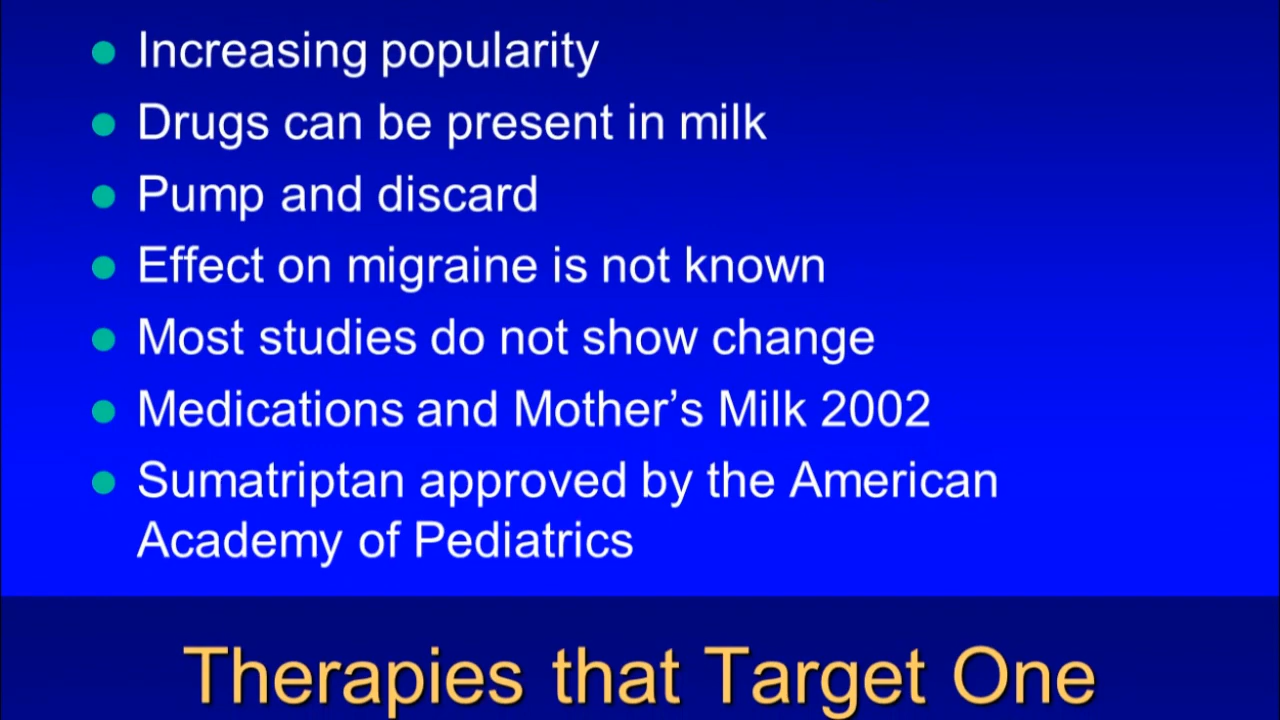 Increasing popularity
Drugs can be present in milk
Pump and discard
Effect on migraine is not known
Most studies do not show change
Medications and Mother’s Milk 2002
Sumatriptan approved by the American
Academy of Pediatrics
Therapies that Target One